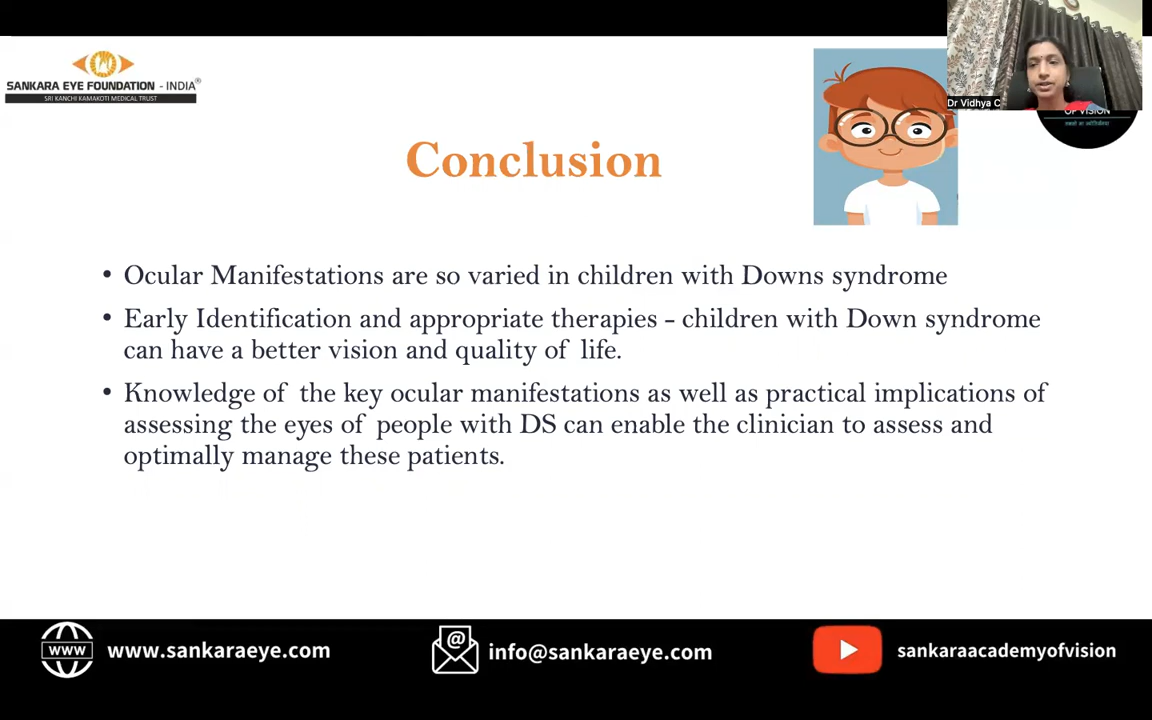 SANKARA EYE FOUNDATION - INDIA®
SRI KANCHI KAMAKOTI MEDICAL TRUST
Dr Vidhya C
OF VISION
Conclusion
• Ocular Manifestations are so varied in children with Downs syndrome
• Early Identification and appropriate therapies – children with Down syndrome
can have a better vision and quality of life.
• Knowledge of the key ocular manifestations as well as practical implications of
assessing the eyes of people with DS can enable the clinician to assess and
optimally manage these patients.
www www.sankaraeye.com
@ info@sankaraeye.com
sankaraacademyofvision